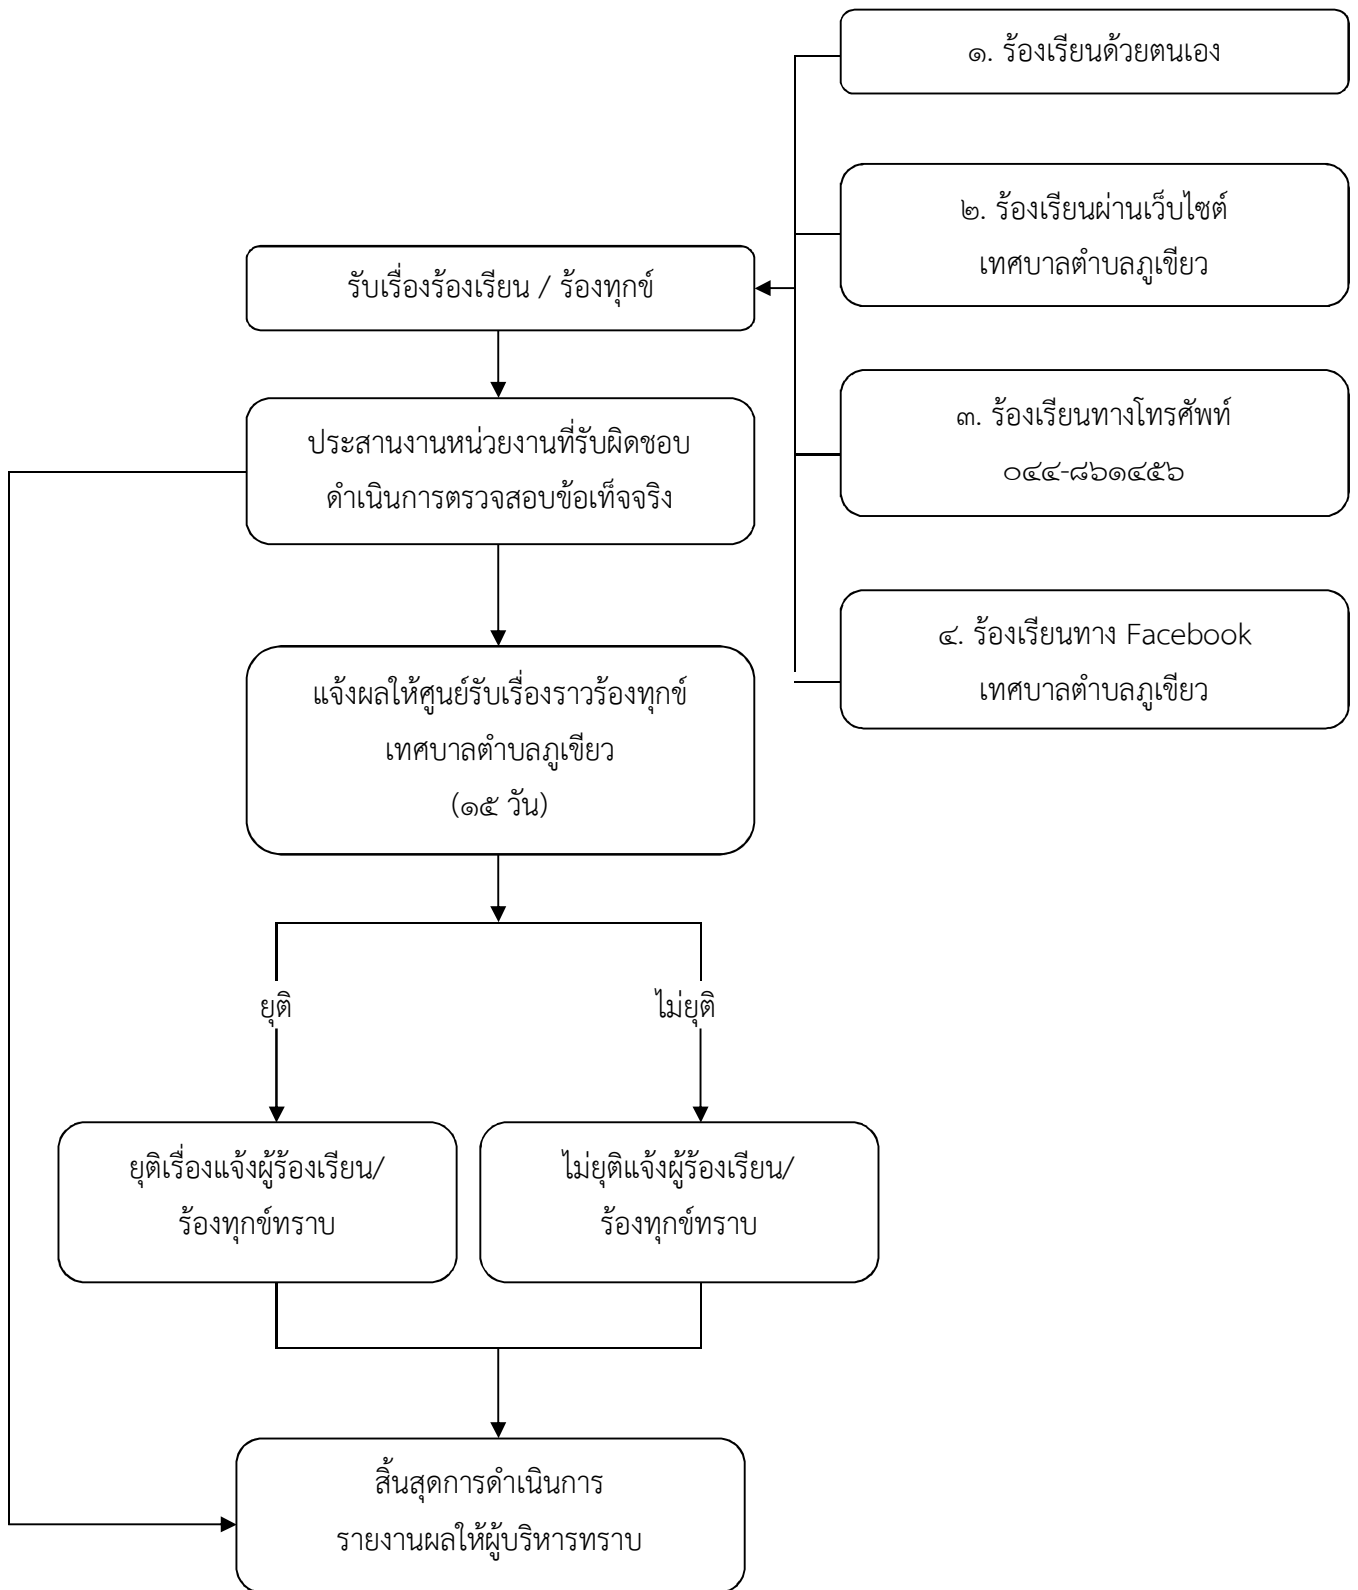 ๑. ร้องเรียนด้วยตนเอง
๒. ร้องเรียนผ่านเว็บไซต์
เทศบาลตำบลภูเขียว
รับเรื่องร้องเรียน / ร้องทุกข์
๓. ร้องเรียนทางโทรศัพท์
๐๔๔-๘๖๑๔๕๖
ประสานงานหน่วยงานที่รับผิดชอบ
ดำเนินการตรวจสอบข้อเท็จจริง
๔. ร้องเรียนทาง Facebook
เทศบาลตำบลภูเขียว
แจ้งผลให้ศูนย์รับเรื่องราวร้องทุกข์
เทศบาลตำบลภูเขียว
(๑๕ วัน)
ยุติ
ไม่ยุติ
ยุติเรื่องแจ้งผู้ร้องเรียน/
ร้องทุกข์ทราบ
ไม่ยุติแจ้งผู้ร้องเรียน/
ร้องทุกข์ทราบ
สิ้นสุดการดำเนินการ
รายงานผลให้ผู้บริหารทราบ